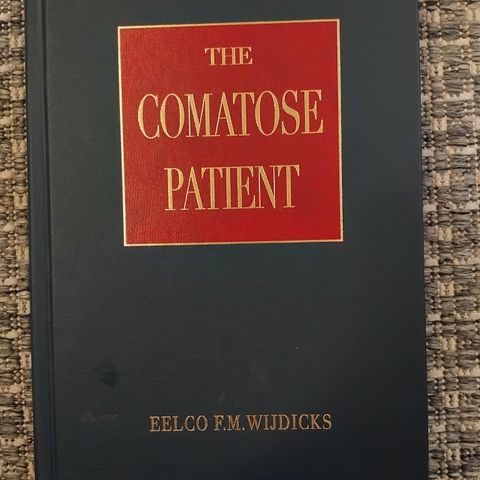 THE
COMATOSE
PATIENT
EELCO F.M. WIJDICKS